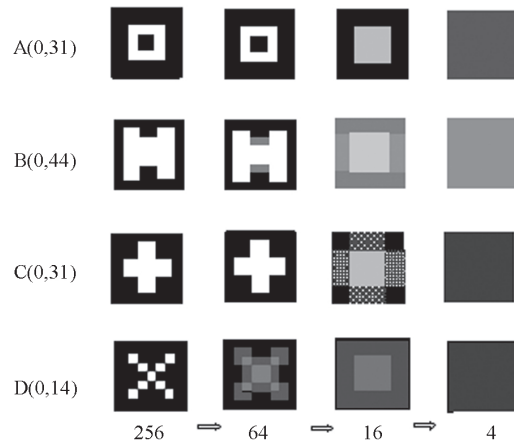 A(0,31)
B(0,44)
C(0,31)
D(0,14)
256 ⇨ 64 ⇨ 16 ⇨ 4